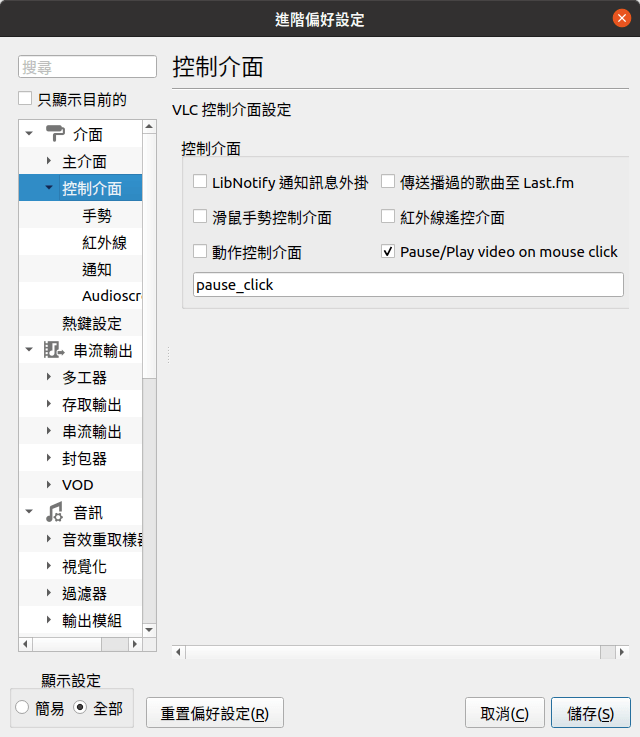 進階偏好設定
搜尋
只顯示目前的
介面
主介面
控制介面
手勢
紅外線
通知
Audioscr
熱鍵設定
串流輸出
多工器
存取輸出
串流輸出
封包器
VOD
音訊
音效重取樣器
視覺化
過濾器
輸出模組
顯示設定
簡易 全部
控制介面
VLC 控制介面設定
控制介面
LibNotify 通知訊息外掛 傳送播過的歌曲至 Last.fm
滑鼠手勢控制介面 紅外線遙控介面
動作控制介面 Pause/Play video on mouse click
pause_click
重置偏好設定(R) 取消(C) 儲存(S)